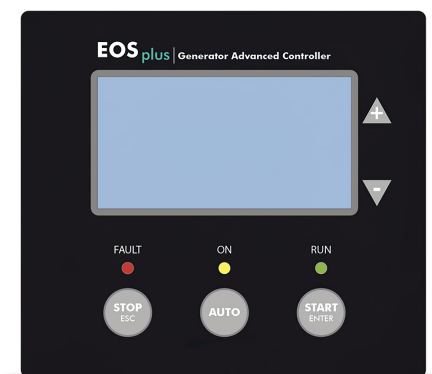 EOS plus Generator Advanced Controller
+
-
FAULT ON RUN
STOP AUTO START
ESC ENTER